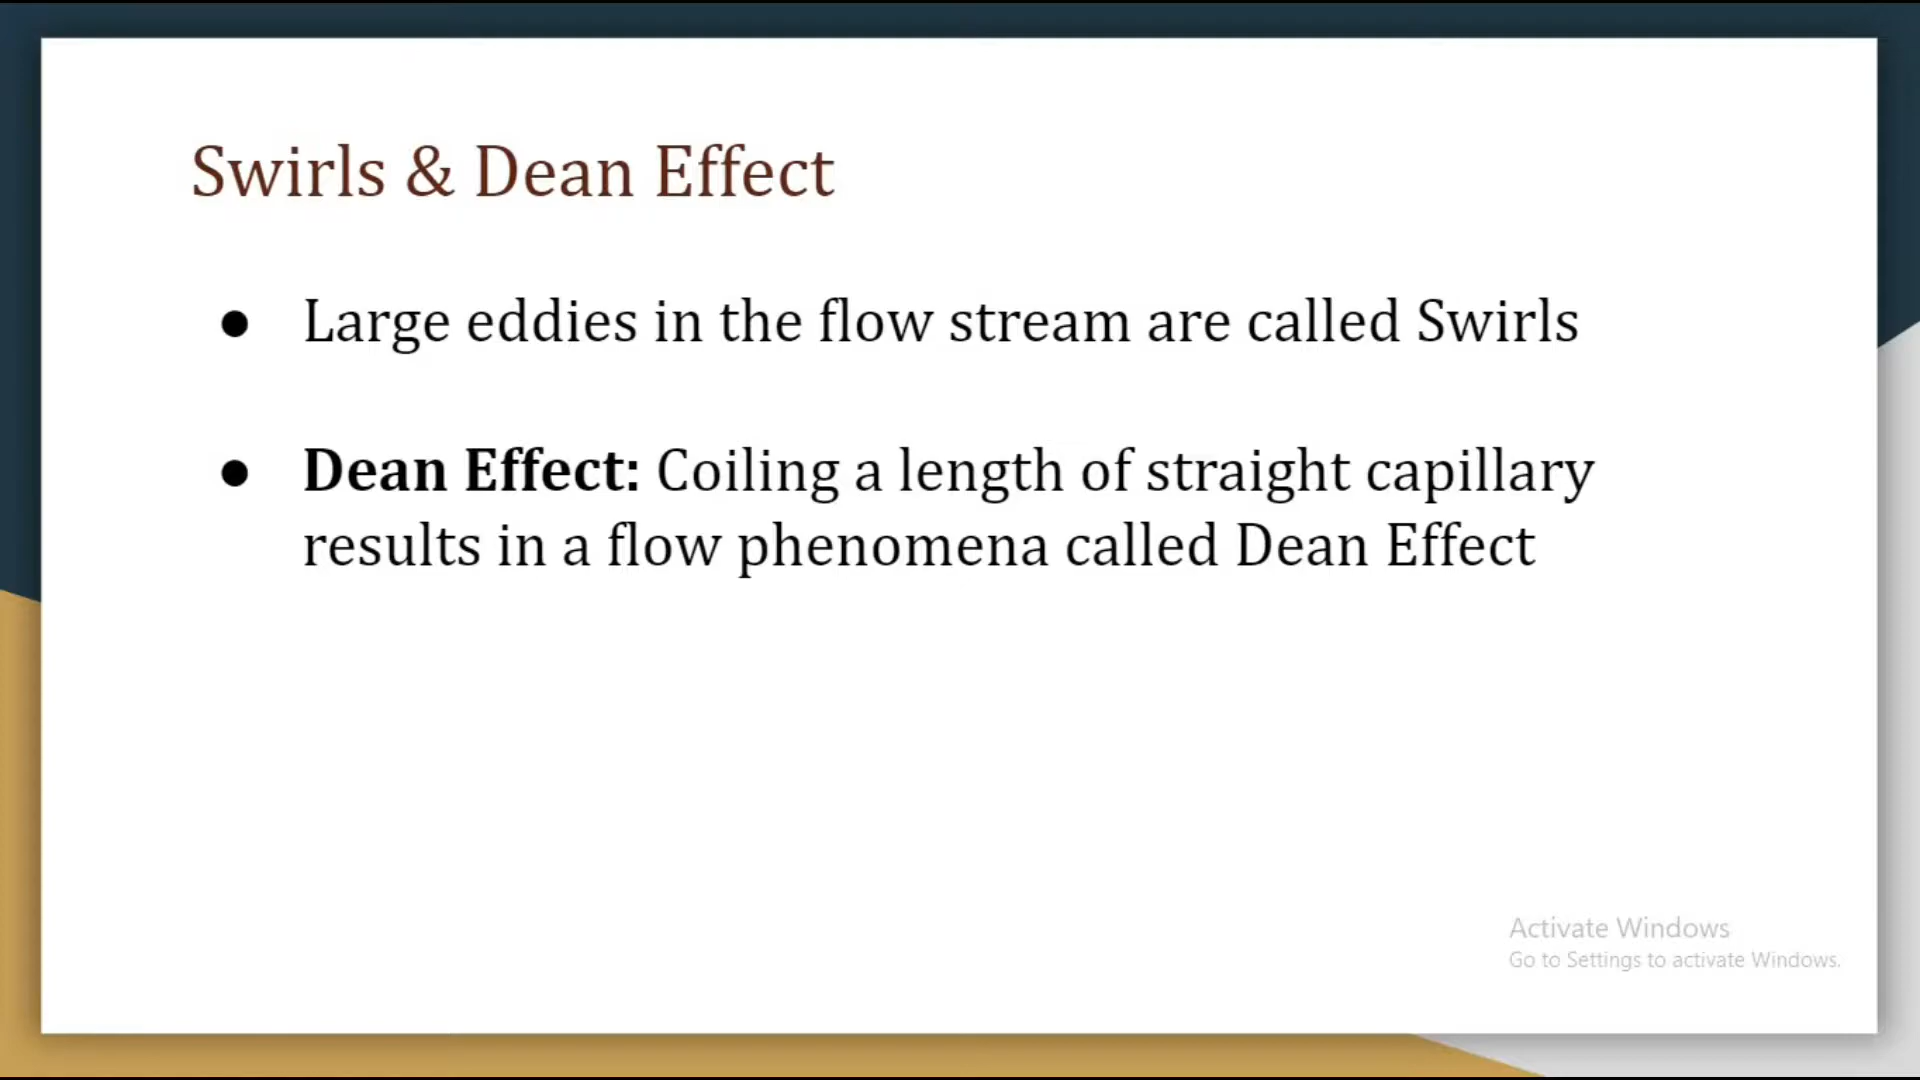 Swirls & Dean Effect
● Large eddies in the flow stream are called Swirls
● Dean Effect: Coiling a length of straight capillary
results in a flow phenomena called Dean Effect
Activate Windows
Go to Settings to activate Windows.